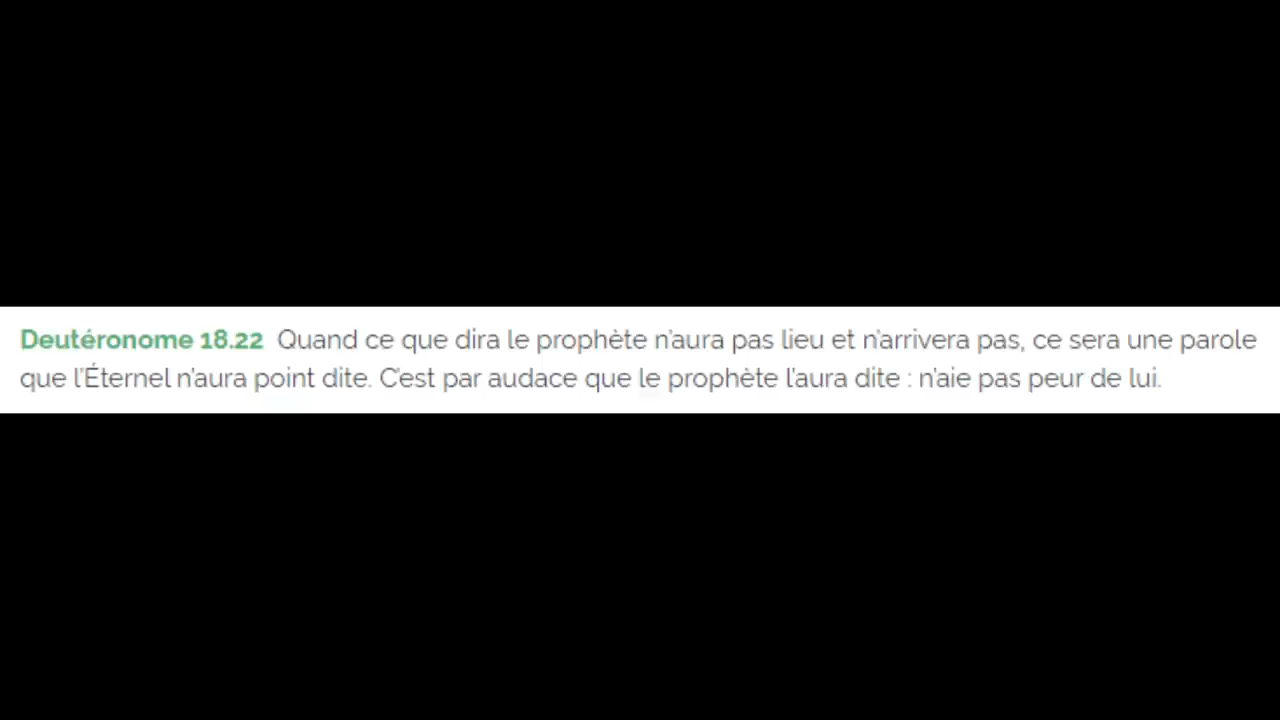 Deutéronome 18.22 Quand ce que dira le prophète n'aura pas lieu et n'arrivera pas, ce sera une parole
que l'Éternel n'aura point dite. C'est par audace que le prophète l'aura dite : n'aie pas peur de lui.